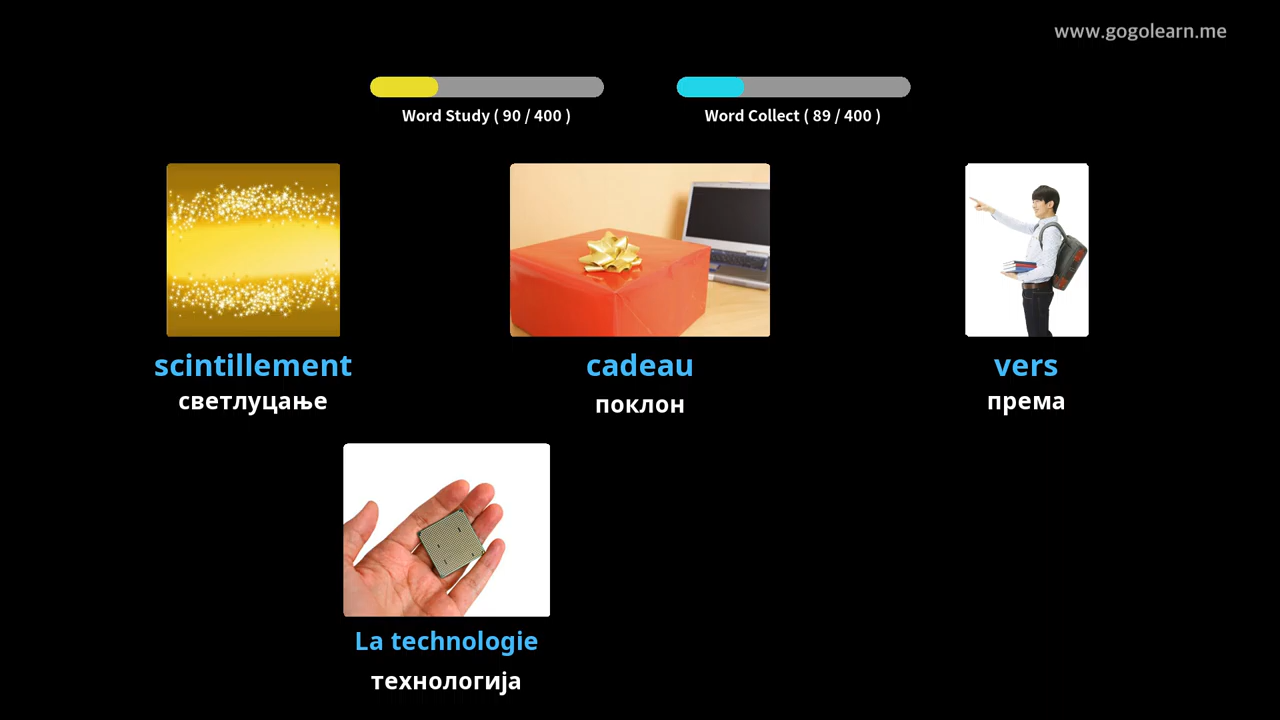 www.gogolearn.me
Word Study ( 90 / 400 )
Word Collect ( 89 / 400 )
scintillement
светлуцање
cadeau
поклон
vers
према
La technologie
технологија